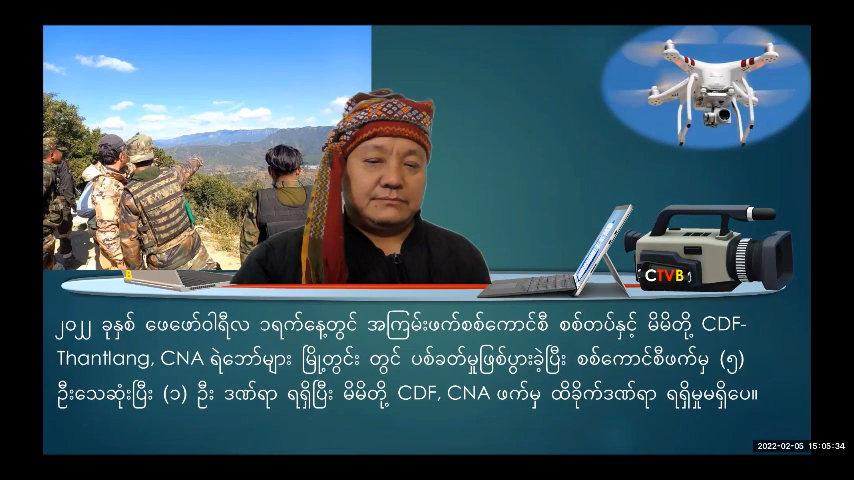 CTVB
၂၀၂၂ ခုနှစ် ဖေဖော်ဝါရီလ ၁ရက်နေ့တွင် အကြမ်းဖက်စစ်ကောင်စီ စစ်တပ်နှင့် မိမိတို့ CDF-
Thantlang, CNA ရဲဘော်များ မြို့တွင်း တွင် ပစ်ခတ်မှုဖြစ်ပွားခဲ့ပြီး စစ်ကောင်စီဖက်မှ (၅)
ဦးသေဆုံးပြီး (၁) ဦး ဒဏ်ရာ ရရှိပြီး မိမိတို့ CDF, CNA ဖက်မှ ထိခိုက်ဒဏ်ရာ ရရှိမှုမရှိပေ။
2022-02-05 15:05:34